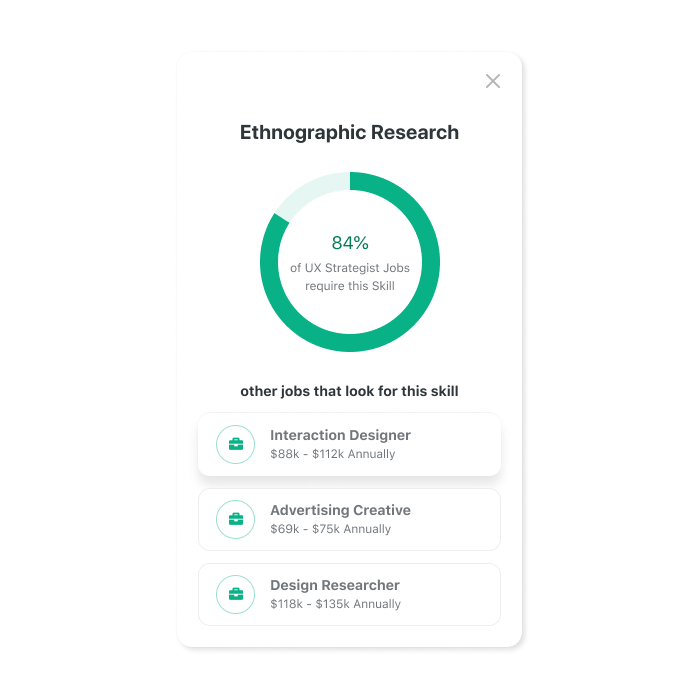 Ethnographic Research
84%
of UX Strategist Jobs
require this Skill
other jobs that look for this skill
Interaction Designer
$88k - $112k Annually
Advertising Creative
$69k - $75k Annually
Design Researcher
$118k - $135k Annually